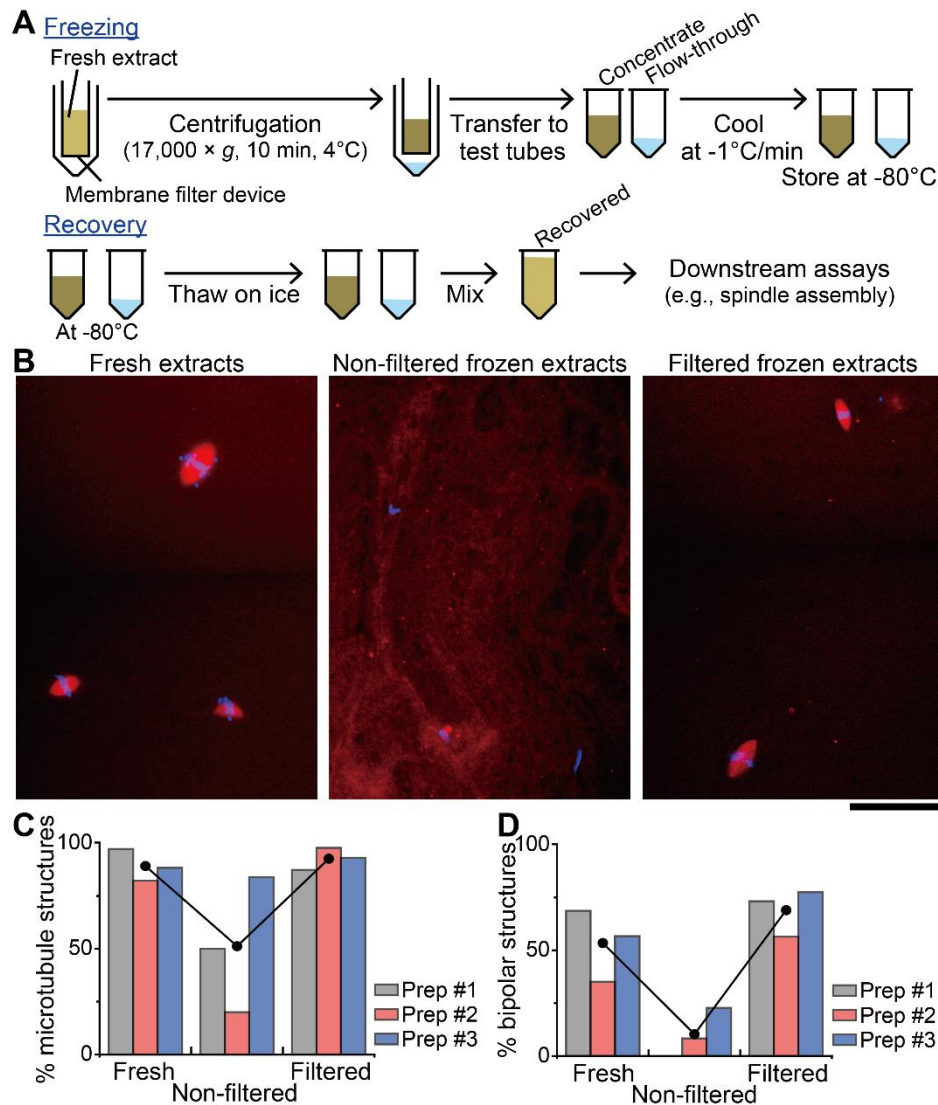 A
Freezing
Fresh extract
Centrifugation
(17,000 × g, 10 min, 4°C)
Membrane filter device
Transfer to
test tubes
Concentrate
Flow-through
Cool
at -1°C/min
Store at -80°C
Recovery
At -80°C
Thaw on ice
Mix
Recovered
Downstream assays
(e.g., spindle assembly)
B
Fresh extracts
Non-filtered frozen extracts
Filtered frozen extracts
C
% microtubule structures
100
50
0
Fresh
Non-filtered
Filtered
Prep #1
Prep #2
Prep #3
D
% bipolar structures
100
50
0
Fresh
Non-filtered
Filtered
Prep #1
Prep #2
Prep #3